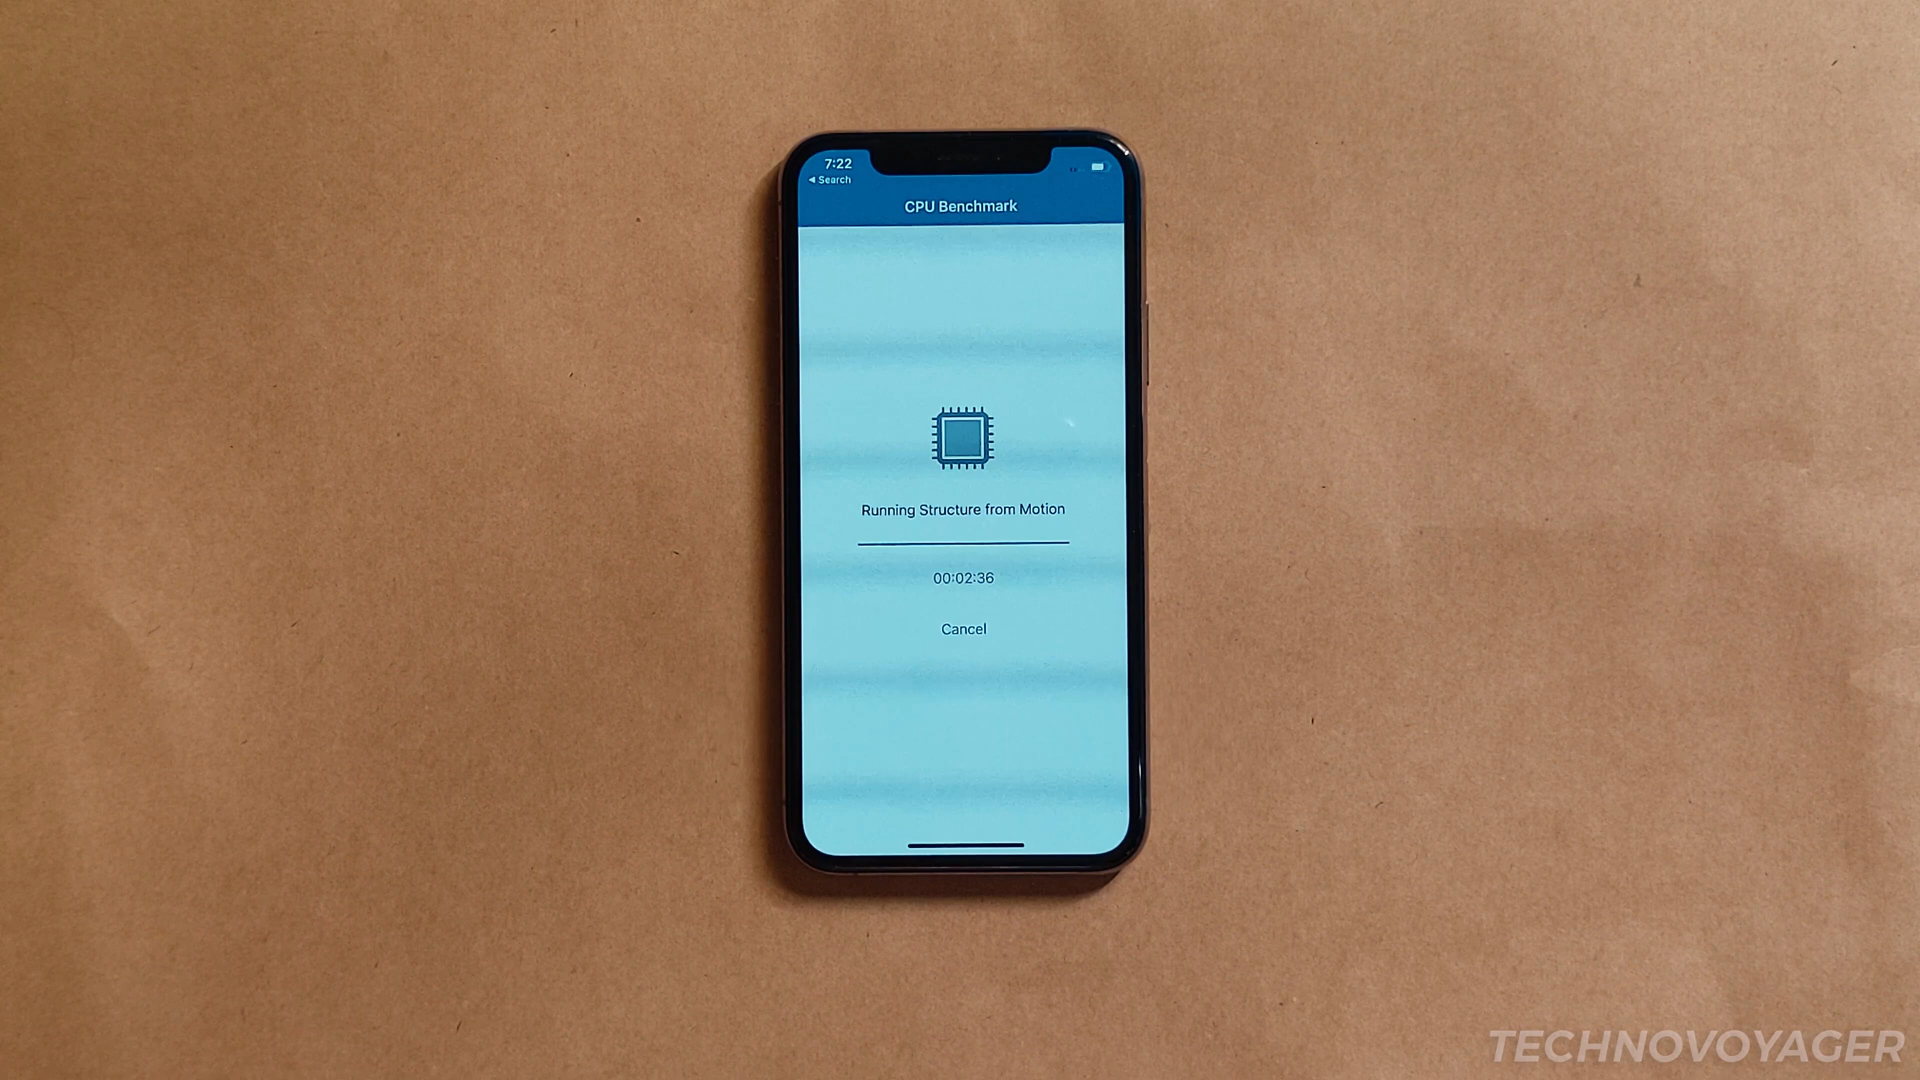 7:22
◀ Search
CPU Benchmark
Running Structure from Motion
00:02:36
Cancel
TECHNOVOYAGER